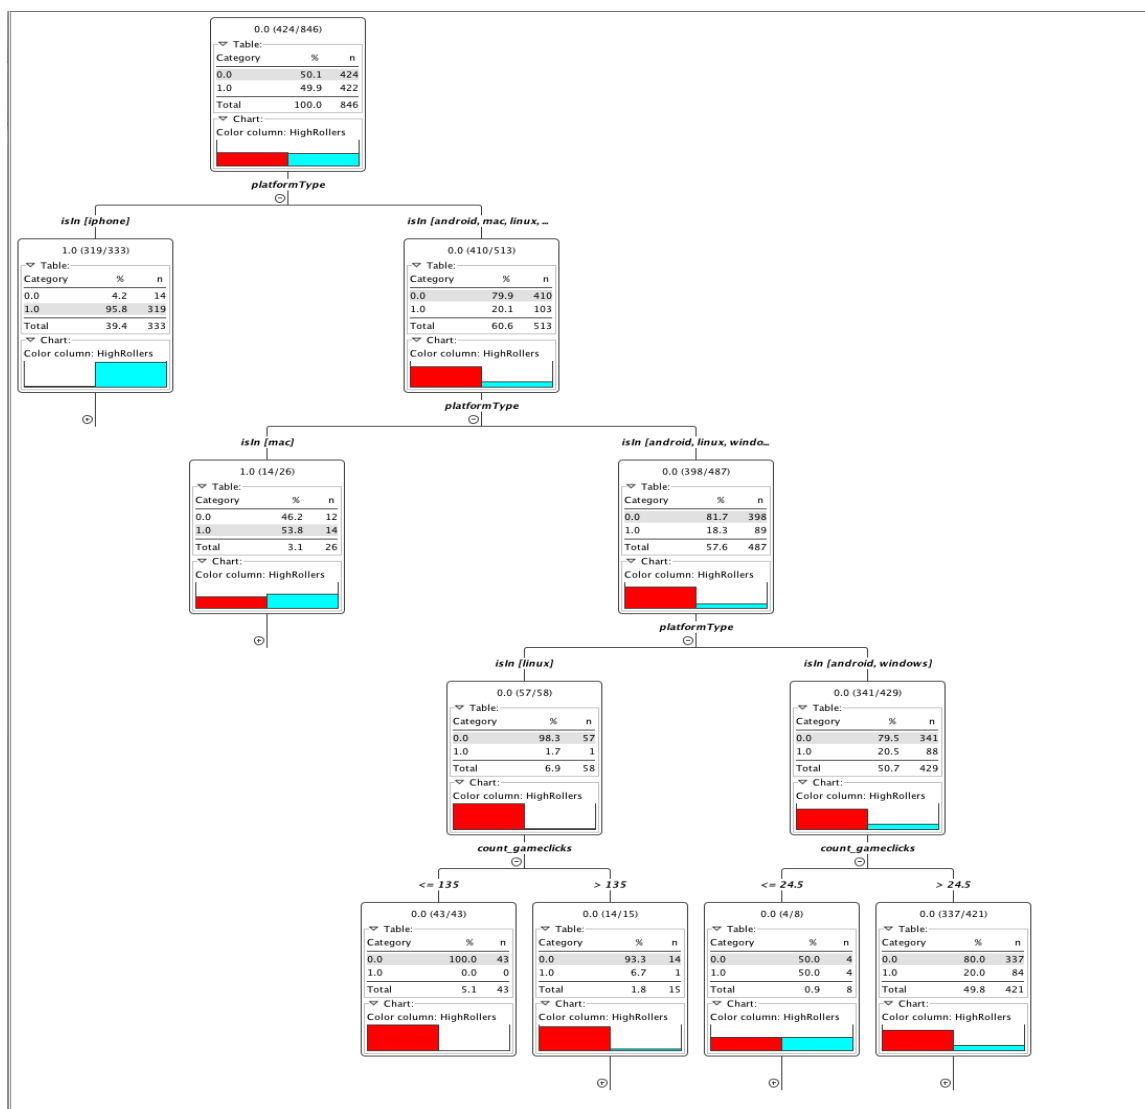 0.0 (424/846)
Table:
Category % n
0.0 50.1 424
1.0 49.9 422
Total 100.0 846
Chart:
Color column: HighRollers
platformType
isIn [iphone]
isIn [android, mac, linux, ...
1.0 (319/333)
Table:
Category % n
0.0 4.2 14
1.0 95.8 319
Total 39.4 333
Chart:
Color column: HighRollers
0.0 (410/513)
Table:
Category % n
0.0 79.9 410
1.0 20.1 103
Total 60.6 513
Chart:
Color column: HighRollers
platformType
isIn [mac]
isIn [android, linux, windo...
1.0 (14/26)
Table:
Category % n
0.0 46.2 12
1.0 53.8 14
Total 3.1 26
Chart:
Color column: HighRollers
0.0 (398/487)
Table:
Category % n
0.0 81.7 398
1.0 18.3 89
Total 57.6 487
Chart:
Color column: HighRollers
platformType
isIn [linux]
isIn [android, windows]
0.0 (57/58)
Table:
Category % n
0.0 98.3 57
1.0 1.7 1
Total 6.9 58
Chart:
Color column: HighRollers
0.0 (341/429)
Table:
Category % n
0.0 79.5 341
1.0 20.5 88
Total 50.7 429
Chart:
Color column: HighRollers
count_gameclicks
count_gameclicks
<= 135
> 135
<= 24.5
> 24.5
0.0 (43/43)
Table:
Category % n
0.0 100.0 43
1.0 0.0 0
Total 5.1 43
Chart:
Color column: HighRollers
0.0 (14/15)
Table:
Category % n
0.0 93.3 14
1.0 6.7 1
Total 1.8 15
Chart:
Color column: HighRollers
0.0 (4/8)
Table:
Category % n
0.0 50.0 4
1.0 50.0 4
Total 0.9 8
Chart:
Color column: HighRollers
0.0 (337/421)
Table:
Category % n
0.0 80.0 337
1.0 20.0 84
Total 49.8 421
Chart:
Color column: HighRollers